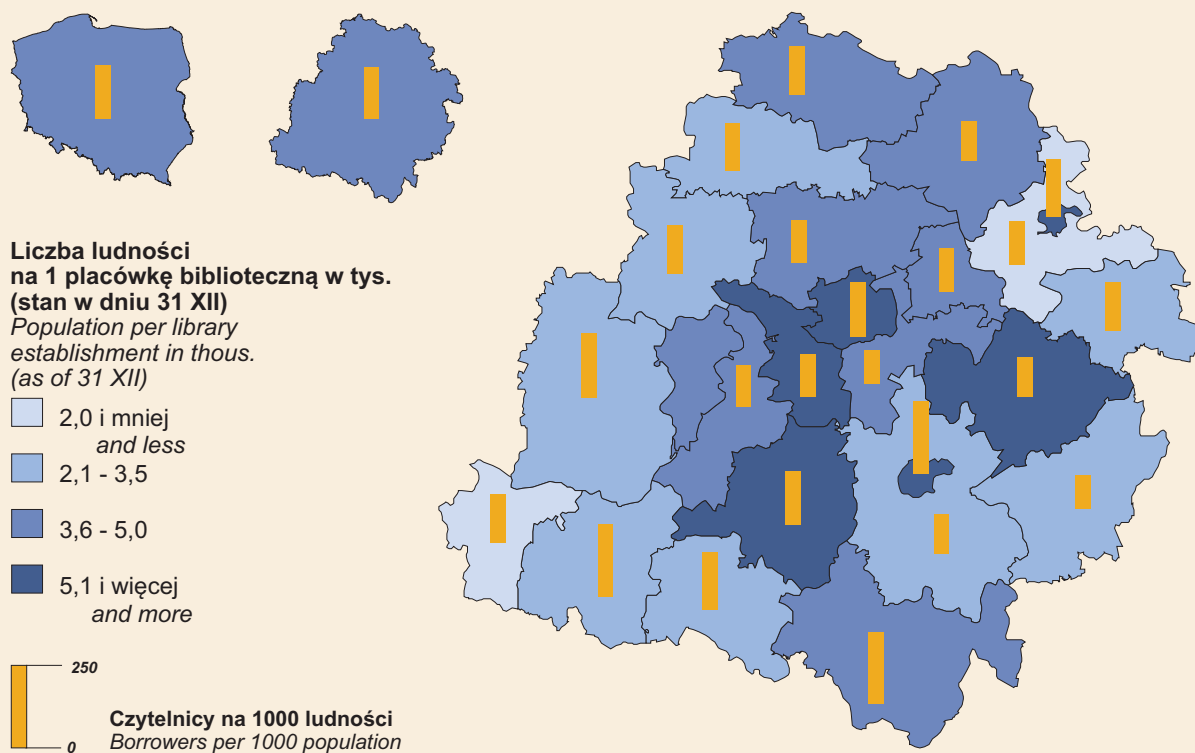 Liczba ludności
na 1 placówkę biblioteczną w tys.
(stan w dniu 31 XII)
Population per library
establishment in thous.
(as of 31 XII)
2,0 i mniej
and less
2,1 - 3,5
3,6 - 5,0
5,1 i więcej
and more
250
0
Czytelnicy na 1000 ludności
Borrowers per 1000 population